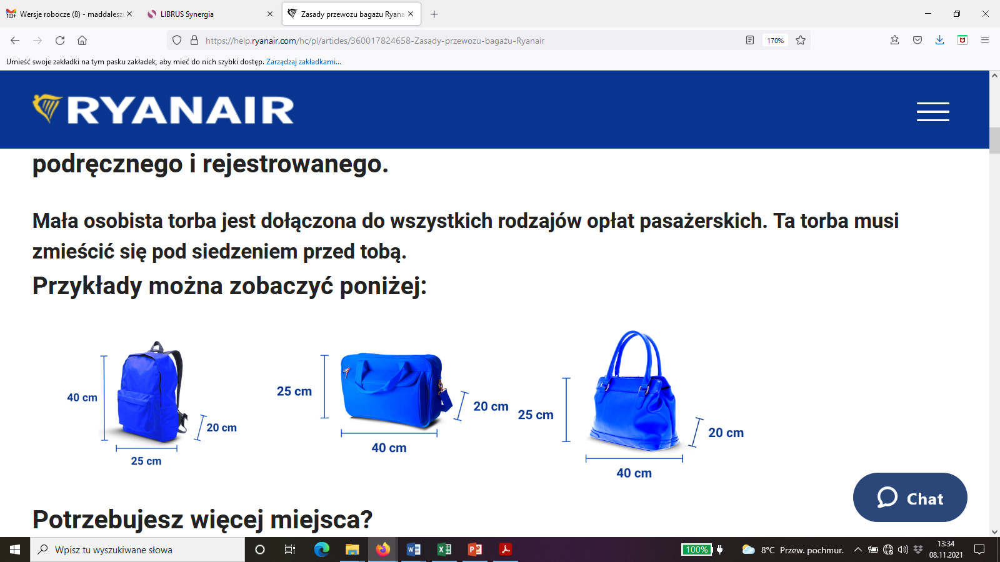 Wersje robocze (8) - maddalesz
LIBRUS Synergia
Zasady przewozu bagażu Ryana
https://help.ryanair.com/hc/pl/articles/360017824658-Zasady-przewozu-bagażu-Ryanair
170%
Umieść swoje zakładki na tym pasku zakładek, aby mieć do nich szybki dostęp. Zarządzaj zakładkami...
RYANAIR
podręcznego i rejestrowanego.
Mała osobista torba jest dołączona do wszystkich rodzajów opłat pasażerskich. Ta torba musi
zmieścić się pod siedzeniem przed tobą.
Przykłady można zobaczyć poniżej:
40 cm
20 cm
25 cm
25 cm
20 cm
40 cm
25 cm
20 cm
40 cm
Chat
Potrzebujesz więcej miejsca?
Wpisz tu wyszukiwane słowa
100%
8°C Przew. pochmur.
13:34
08.11.2021